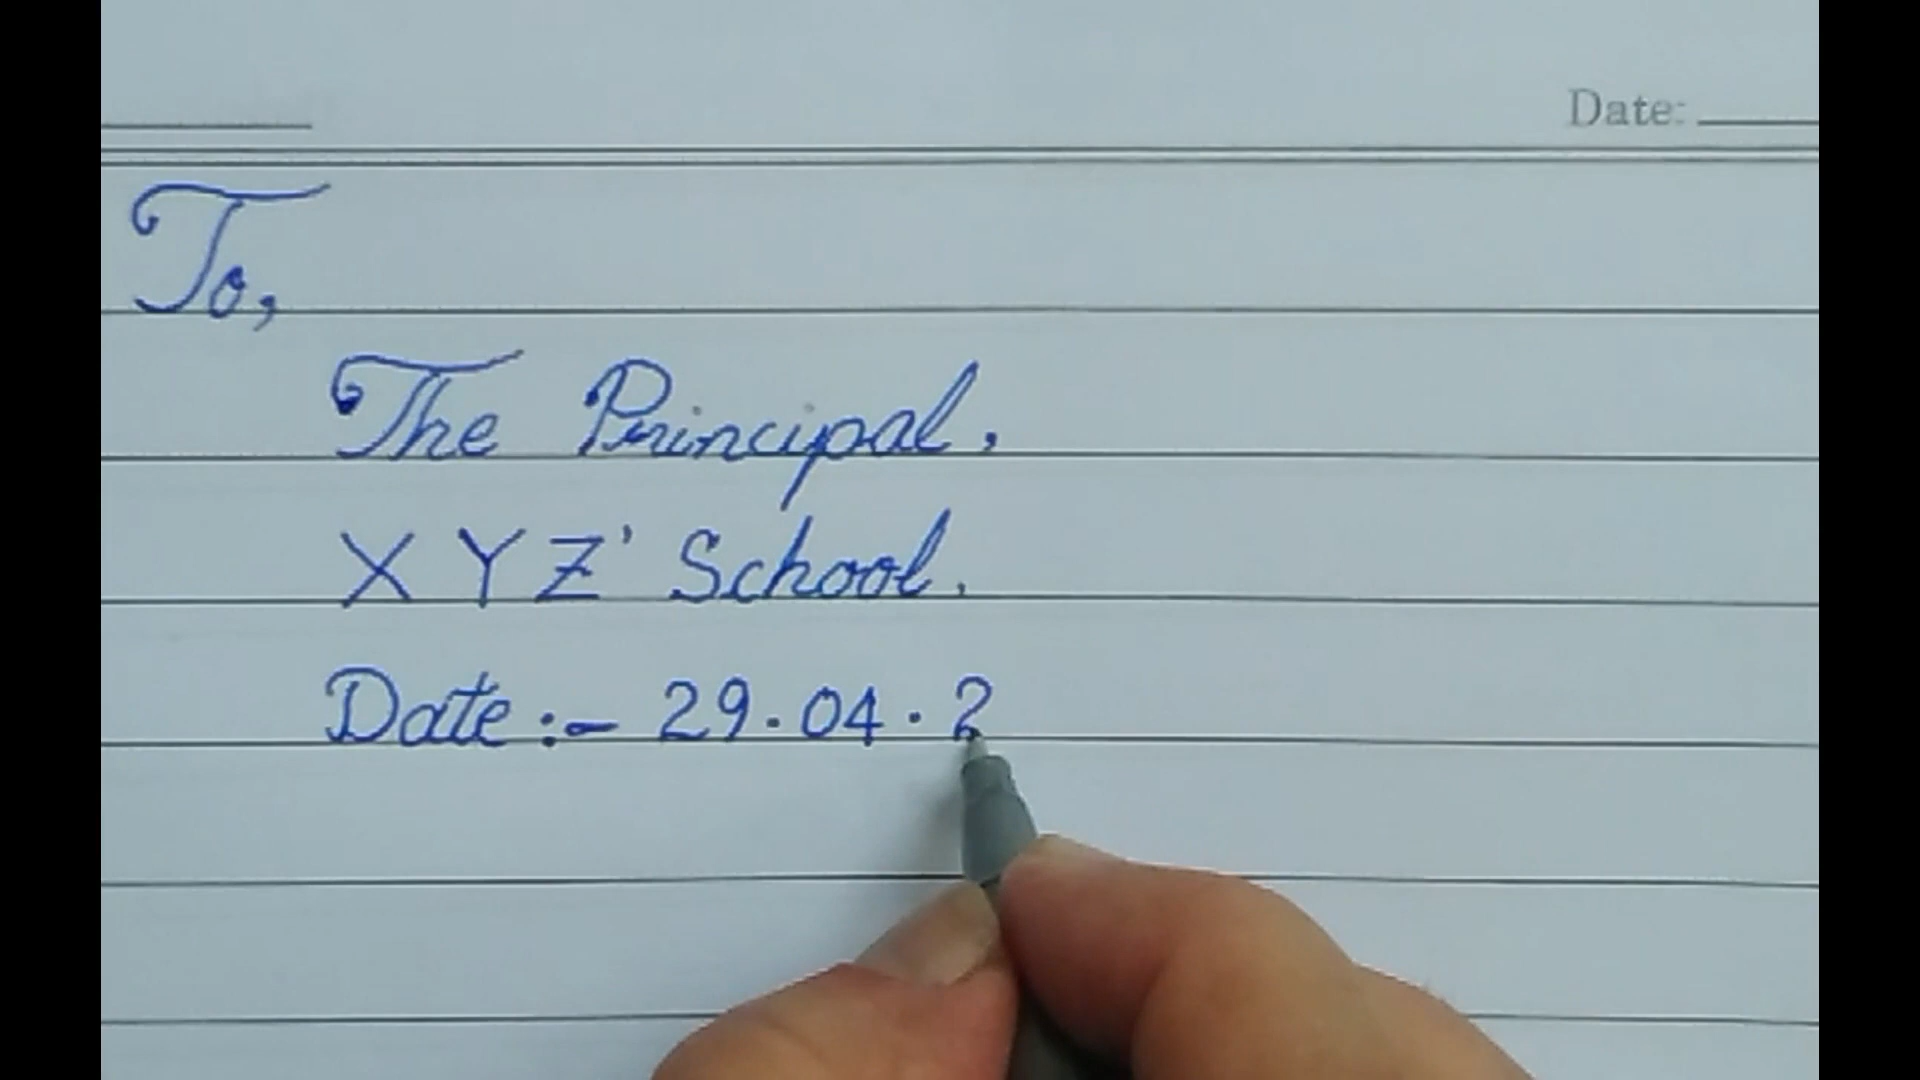 Date:
To,
The Principal,
XYZ' School.
Date :- 29.04.2